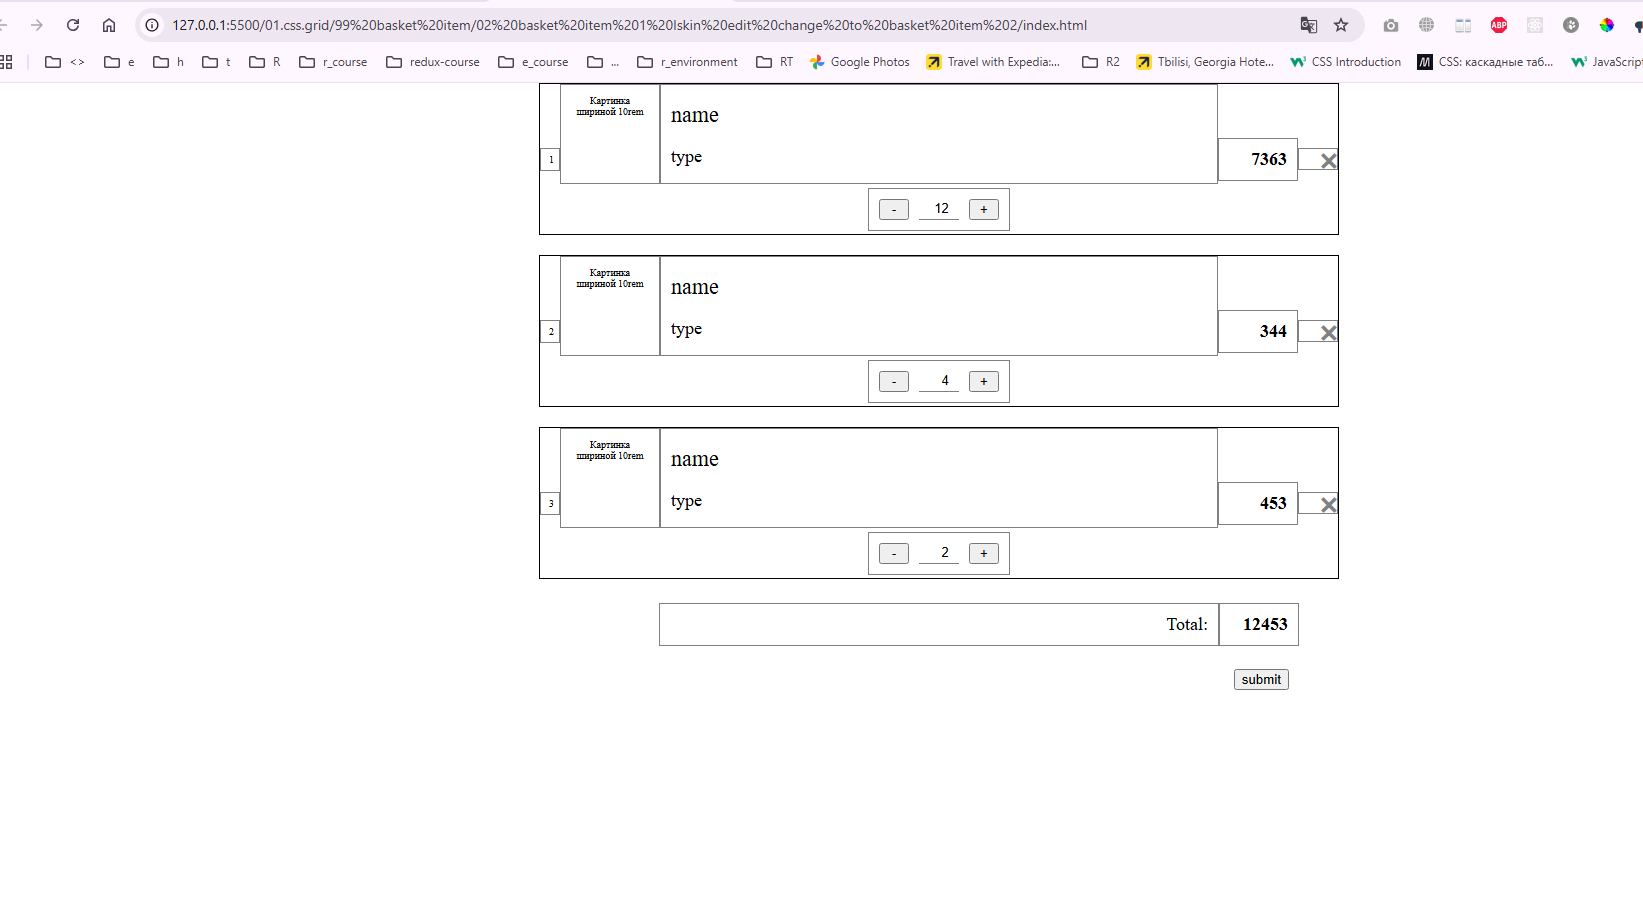 127.0.0.1:5500/01.css.grid/99%20basket%20item/02%20basket%20item%201%20lskin%20edit%20change%20to%20basket%20item%202/index.html
ABP
<> e h t R r_course redux-course e_course ... r_environment RT Google Photos Travel with Expedia:... R2 Tbilisi, Georgia Hote... CSS Introduction CSS: каскадные таб... JavaScript
Картинка
шириной 10rem
name
1
type
7363
- 12 +
Картинка
шириной 10rem
name
2
type
344
- 4 +
Картинка
шириной 10rem
name
3
type
453
- 2 +
Total: 12453
submit